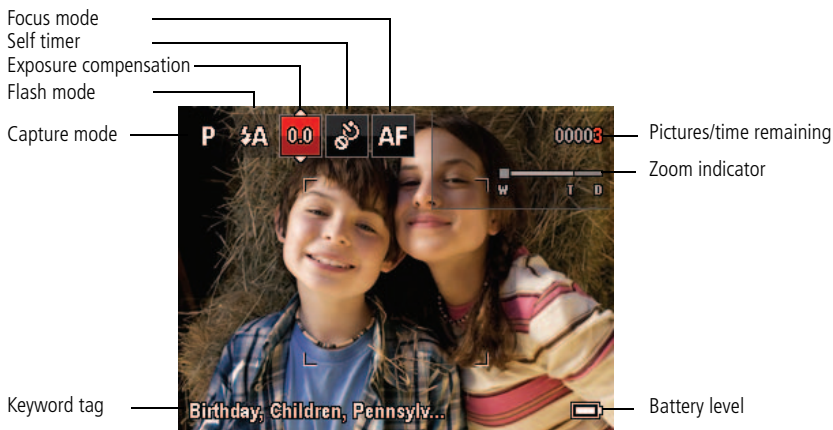 Focus mode
Self timer
Exposure compensation
Flash mode
Capture mode
P
A
0.0
AF
00003
Pictures/time remaining
Zoom indicator
W T D
Keyword tag
Birthday, Children, Pennsylv...
Battery level